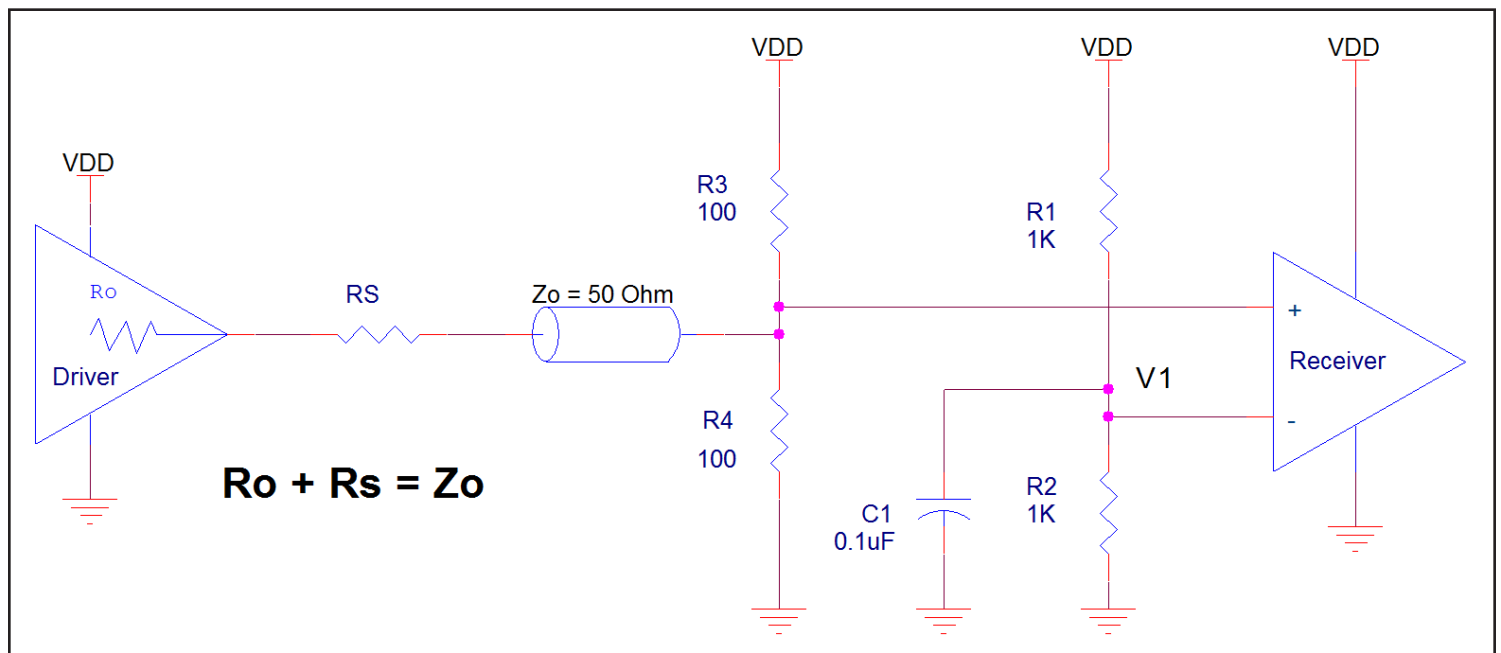 VDD
VDD
VDD
VDD
R3
100
R1
1K
Ro
RS
Zo = 50 Ohm
+
Receiver
Driver
V1
-
R4
100
Ro + Rs = Zo
R2
1K
C1
0.1uF